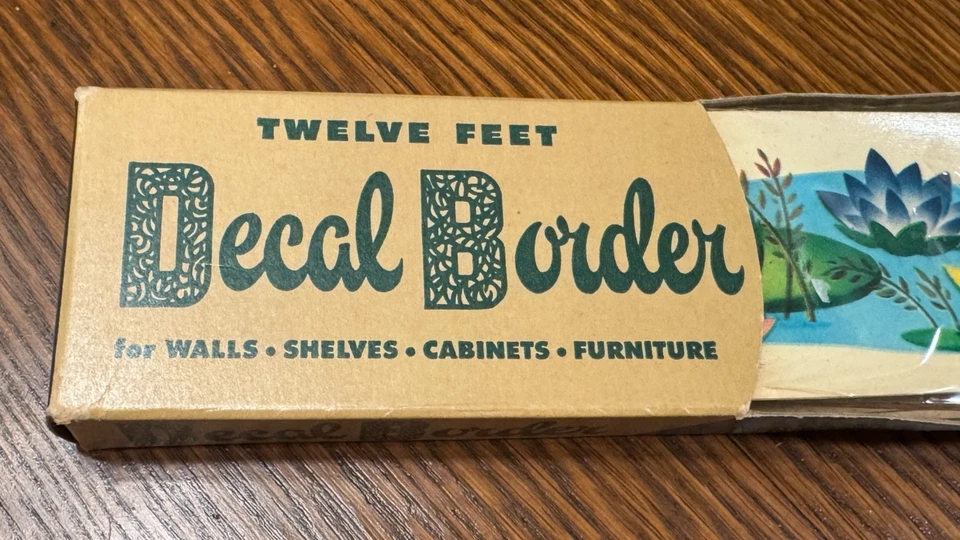 TWELVE FEET
Decal Border
for WALLS • SHELVES • CABINETS • FURNITURE
Decal Border